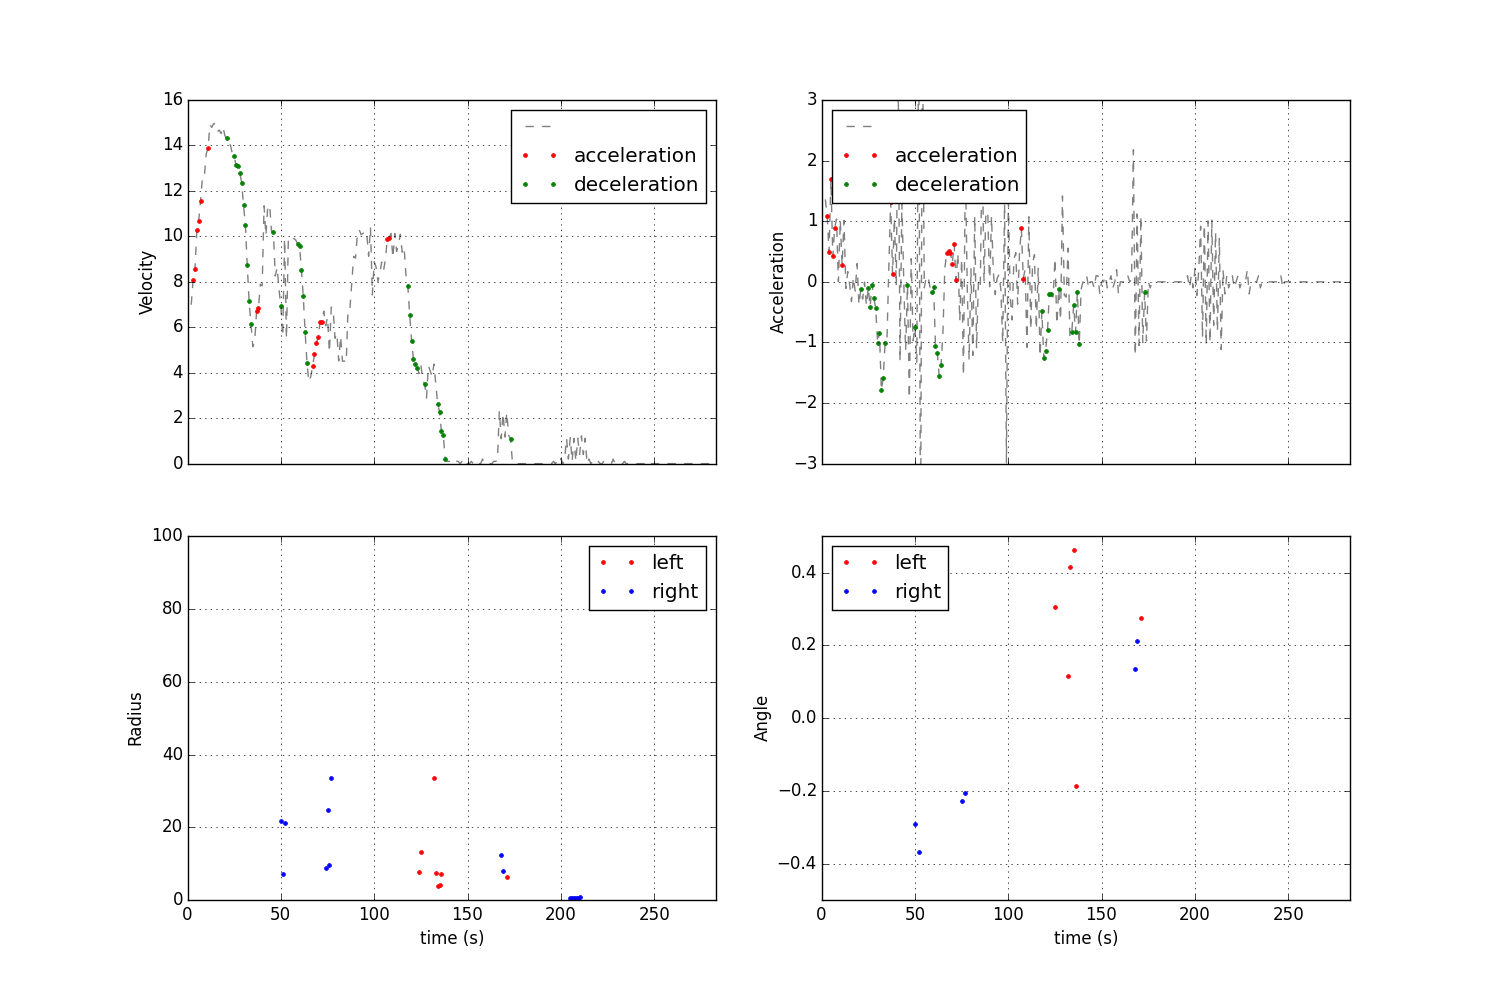 16
14
12
10
8
6
4
2
0
Velocity
acceleration
deceleration
3
2
1
0
−1
−2
−3
Acceleration
acceleration
deceleration
100
80
60
40
20
0
Radius
left
right
0 50 100 150 200 250
time (s)
0.4
0.2
0.0
−0.2
−0.4
Angle
left
right
0 50 100 150 200 250
time (s)